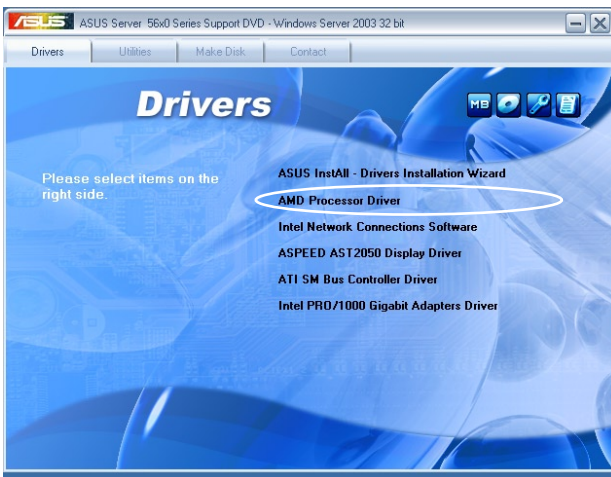 ASUS ASUS Server 56x0 Series Support DVD - Windows Server 2003 32 bit
Drivers Utilities Make Disk Contact
Drivers
MB
Please select items on the
right side.
ASUS InstAll - Drivers Installation Wizard
AMD Processor Driver
Intel Network Connections Software
ASPEED AST2050 Display Driver
ATI SM Bus Controller Driver
Intel PRO/1000 Gigabit Adapters Driver